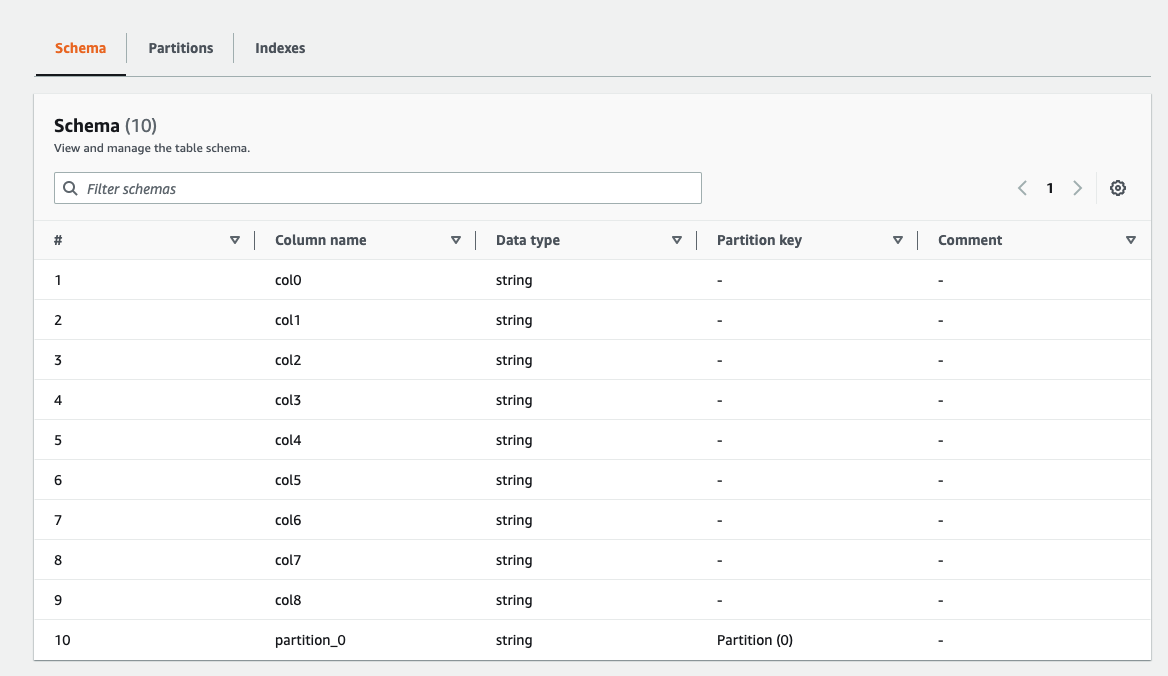 Schema Partitions Indexes
Schema (10)
View and manage the table schema.
Filter schemas 1
# Column name Data type Partition key Comment
1 col0 string - -
2 col1 string - -
3 col2 string - -
4 col3 string - -
5 col4 string - -
6 col5 string - -
7 col6 string - -
8 col7 string - -
9 col8 string - -
10 partition_0 string Partition (0) -